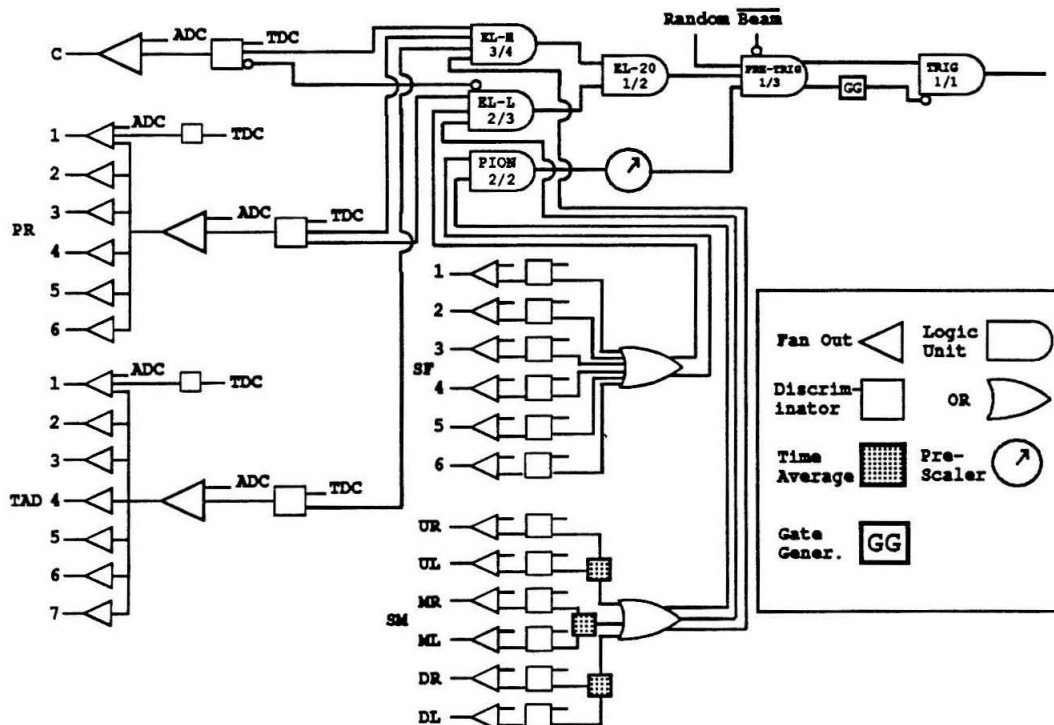 Random Beam
C
ADC
TDC
EL-H
3/4
EL-20
1/2
PRE-TRIG
1/3
GG
TRIG
1/1
EL-L
2/3
PION
2/2
PR
1
2
3
4
5
6
ADC
TDC
ADC
TDC
TAD
1
2
3
4
5
6
7
ADC
TDC
ADC
TDC
SF
1
2
3
4
5
6
SM
UR
UL
MR
ML
DR
DL
Fan Out
Logic
Unit
Discrim-
inator
OR
Time
Average
Pre-
Scaler
Gate
Gener.
GG